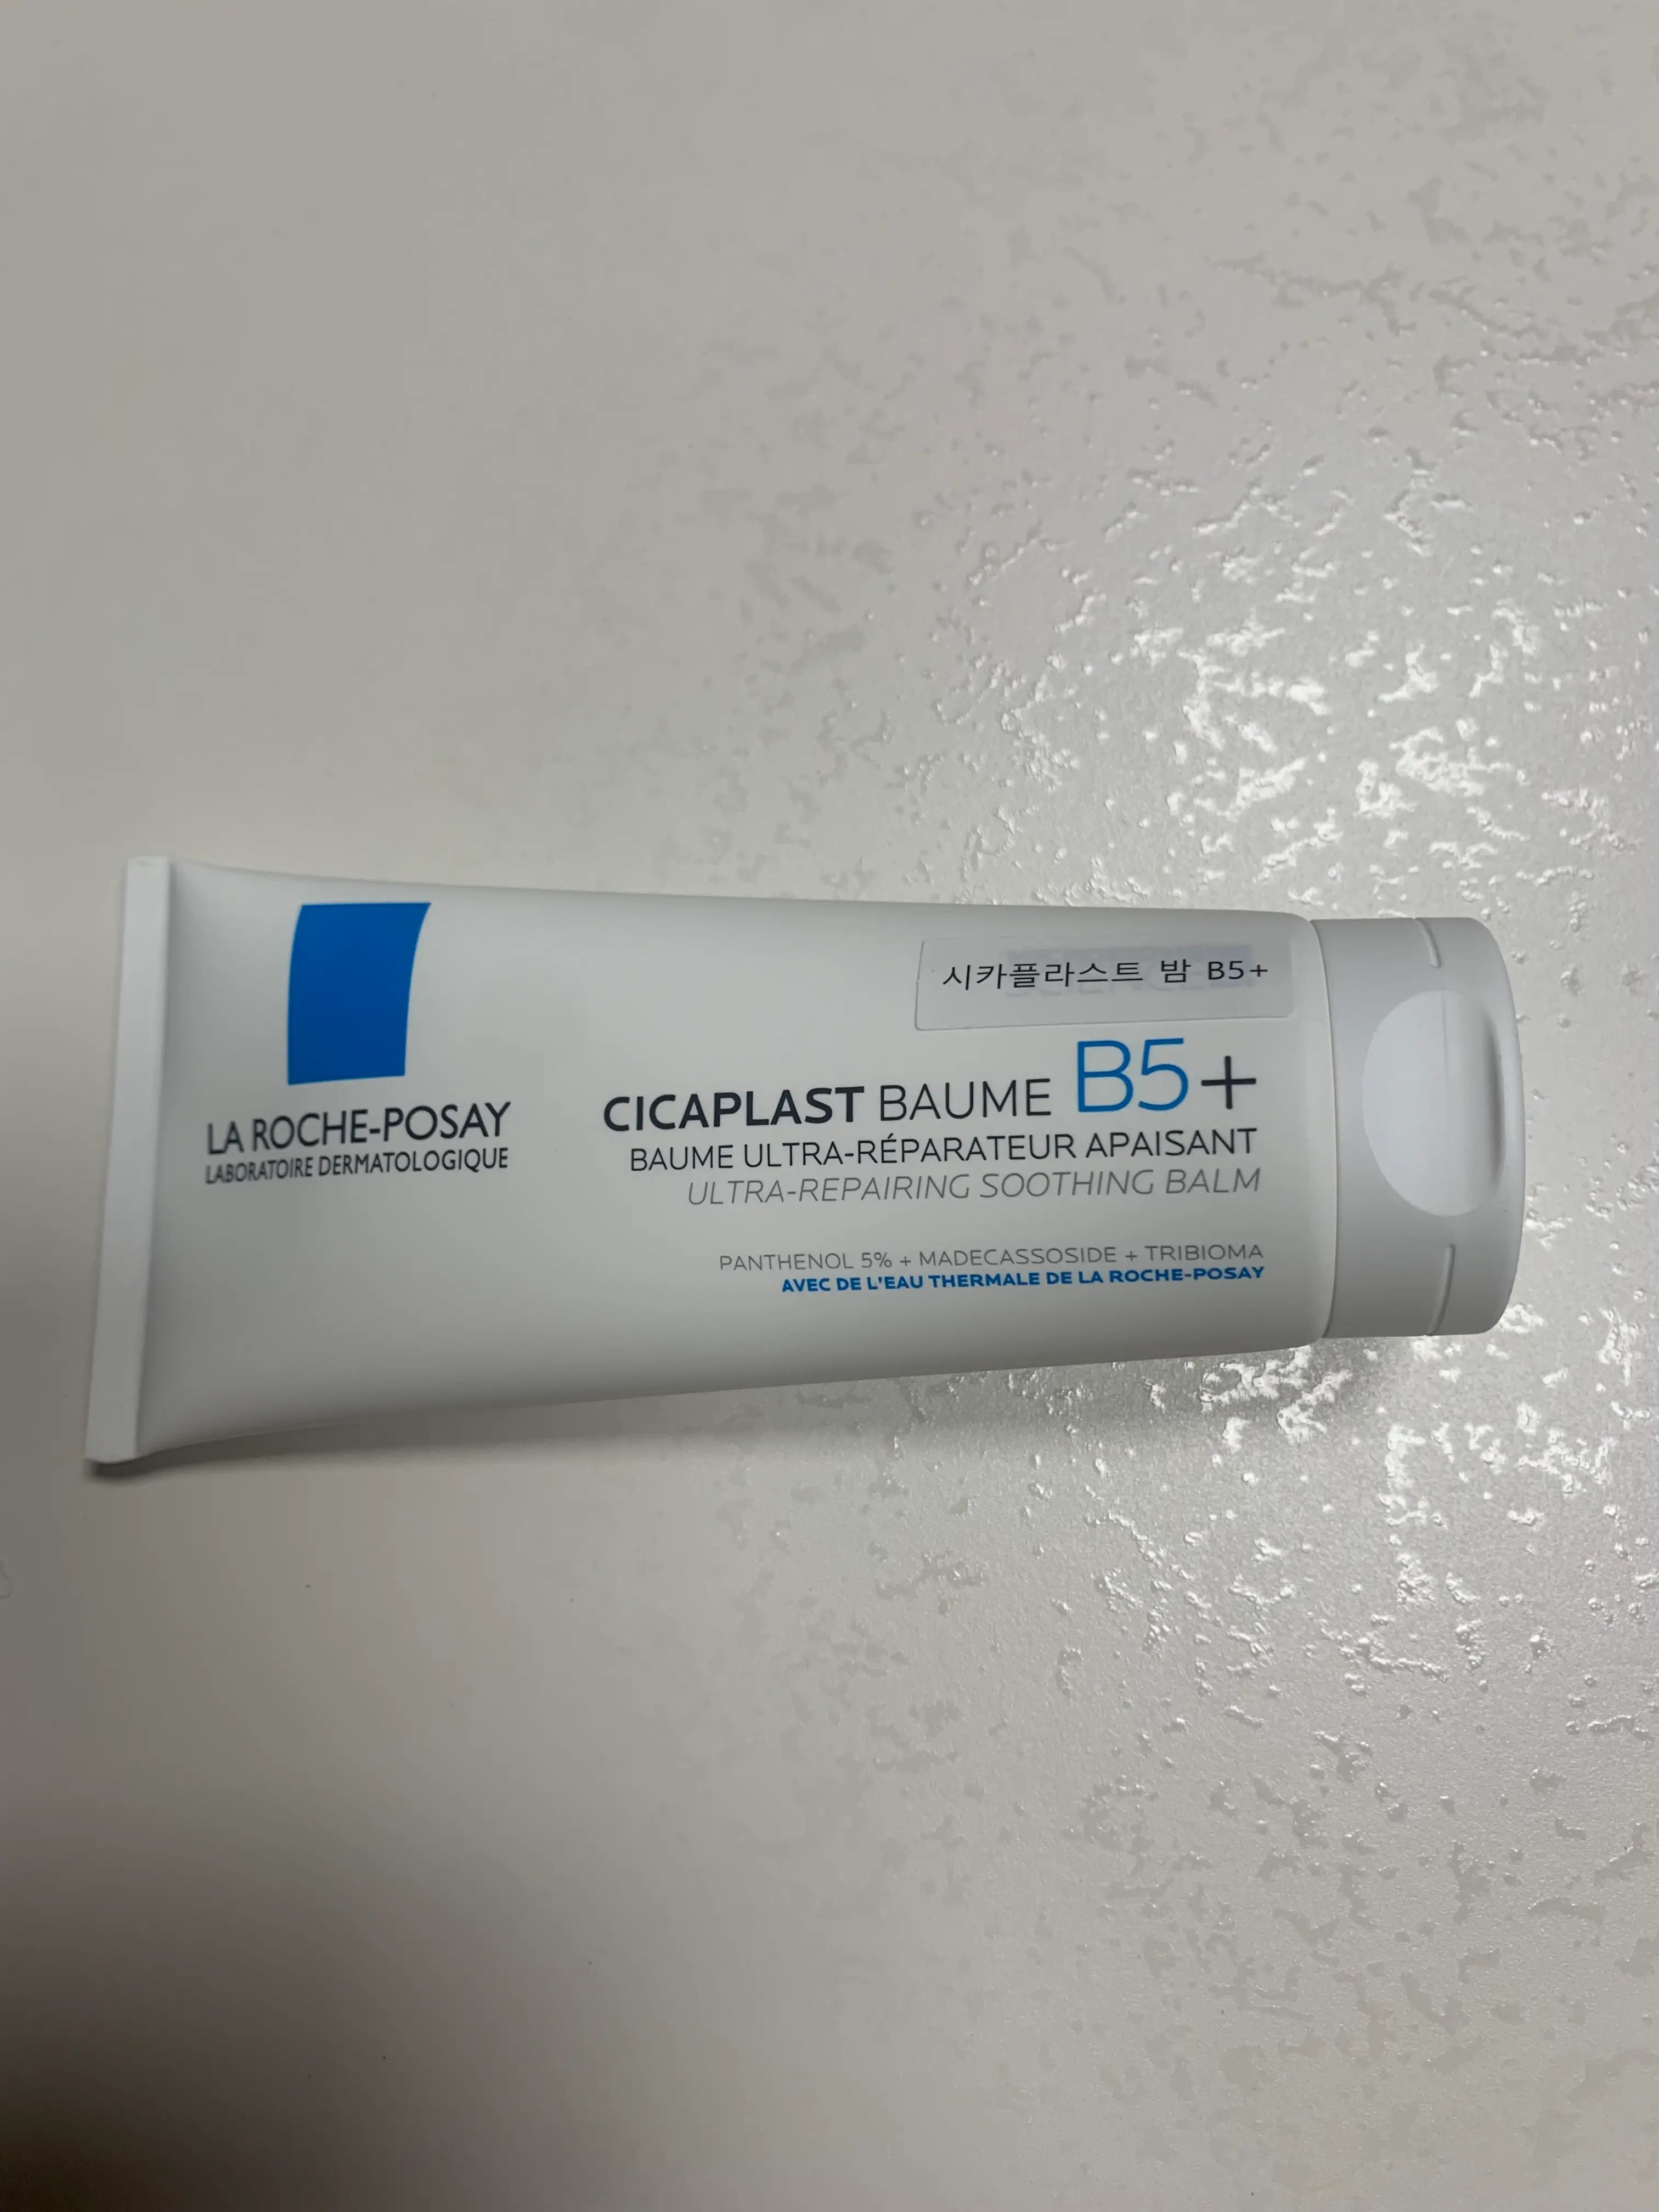 LA ROCHE-POSAY
LABORATOIRE DERMATOLOGIQUE
시카플라스트 밤 B5+
CICAPLAST BAUME B5+
BAUME ULTRA-RÉPARATEUR APAISANT
ULTRA-REPAIRING SOOTHING BALM
PANTHENOL 5% + MADECASSOSIDE + TRIBIOMA
AVEC DE L'EAU THERMALE DE LA ROCHE-POSAY